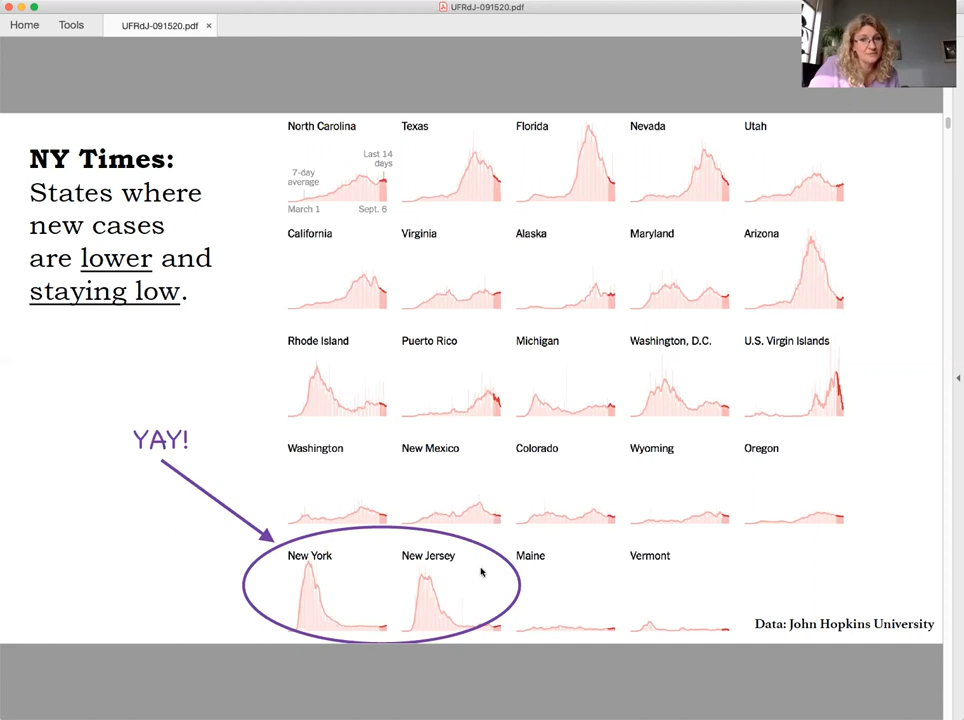 UFRdJ-091520.pdf
Home Tools UFRdJ-091520.pdf ×
NY Times:
States where
new cases
are lower and
staying low.
YAY!
North Carolina Texas Florida Nevada Utah
Last 14
days
7-day
average
March 1 Sept. 6
California Virginia Alaska Maryland Arizona
Rhode Island Puerto Rico Michigan Washington, D.C. U.S. Virgin Islands
Washington New Mexico Colorado Wyoming Oregon
New York New Jersey Maine Vermont
Data: John Hopkins University